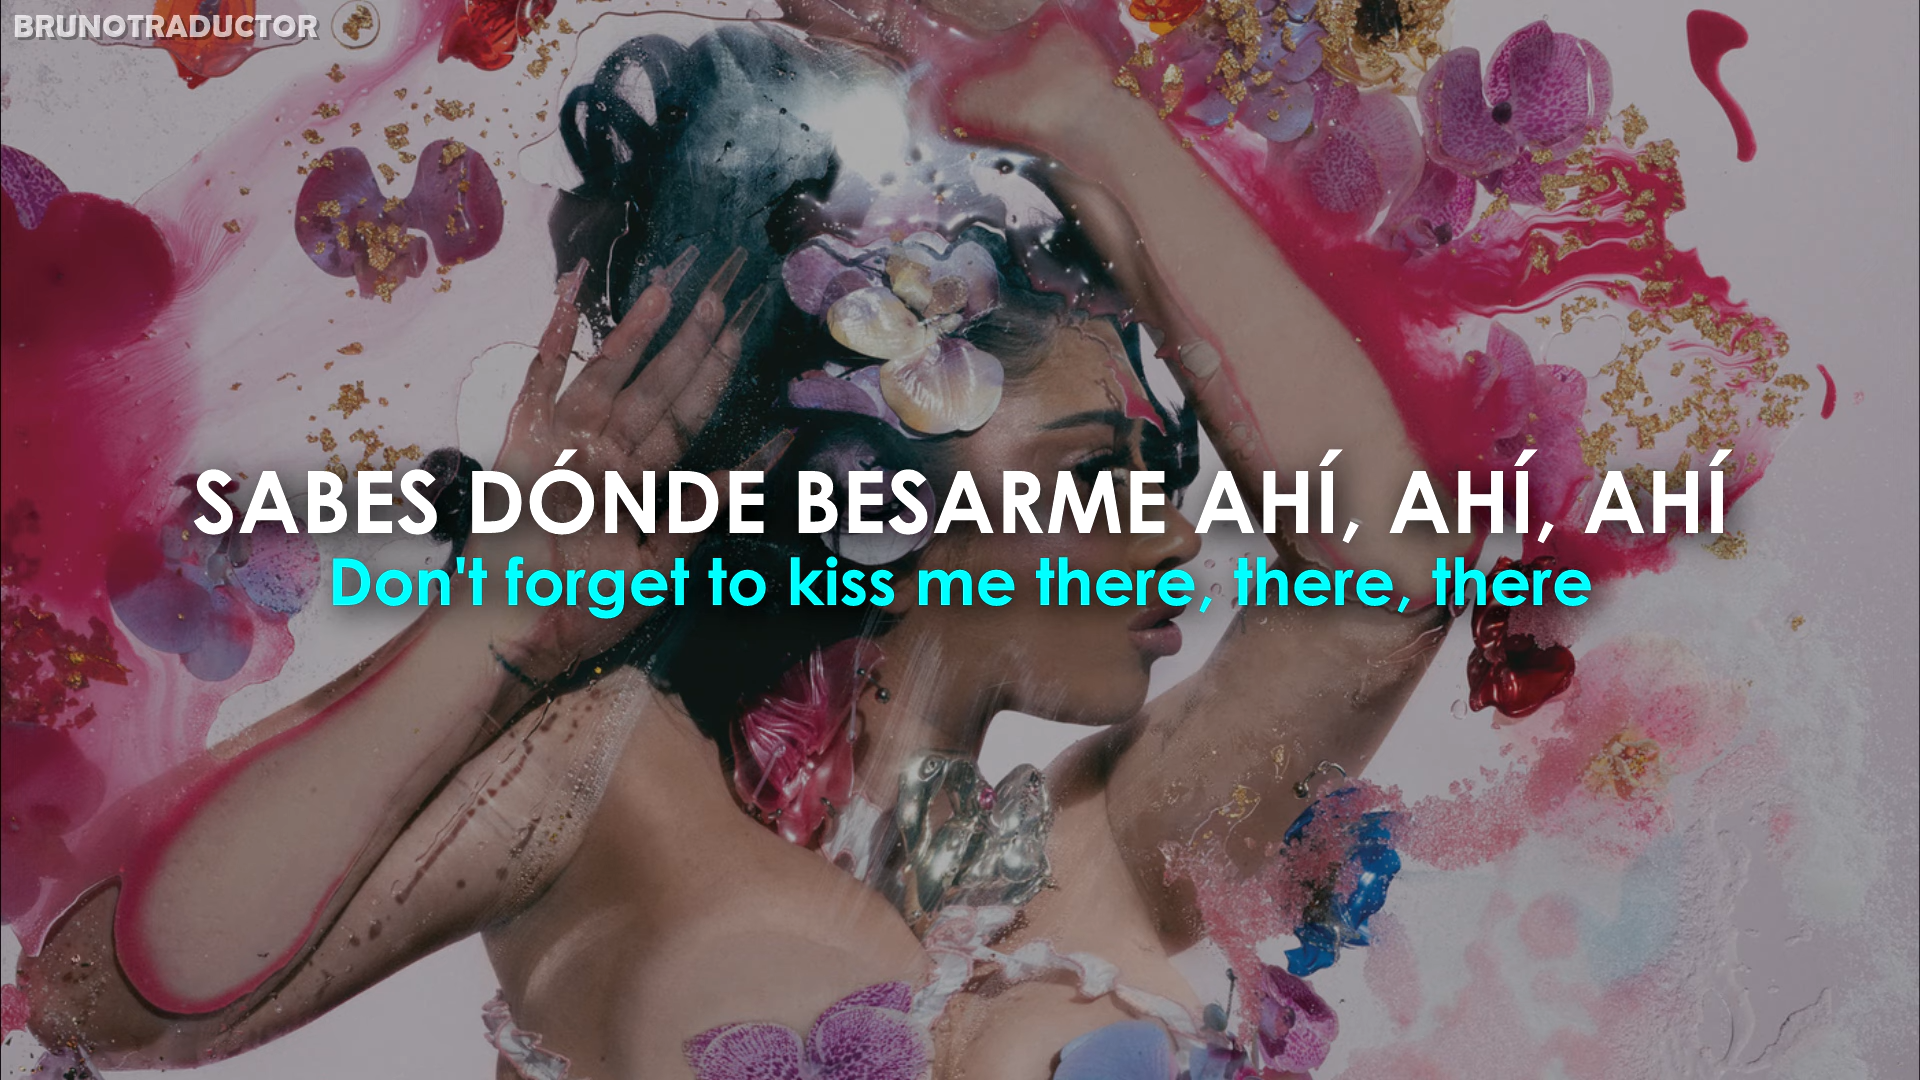 BRUNOTRADUCTOR
SABES DÓNDE BESARME AHÍ, AHÍ, AHÍ
Don't forget to kiss me there, there, there